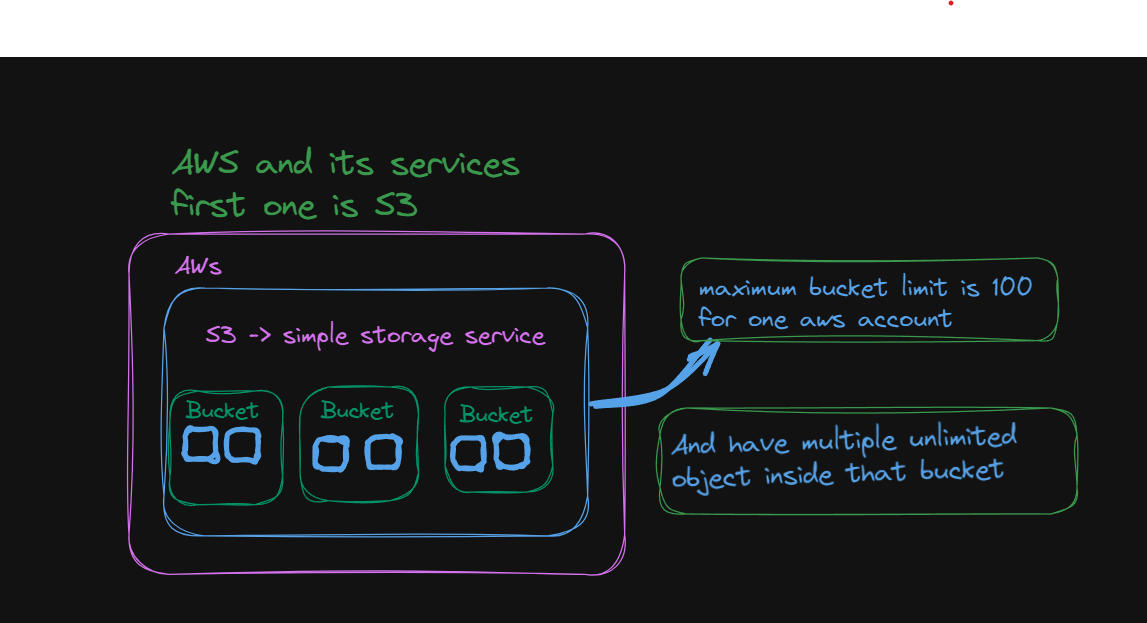 AWS and its services
first one is S3
AWs
S3 -> simple storage service
Bucket
Bucket
Bucket
maximum bucket limit is 100
for one aws account
And have multiple unlimited
object inside that bucket